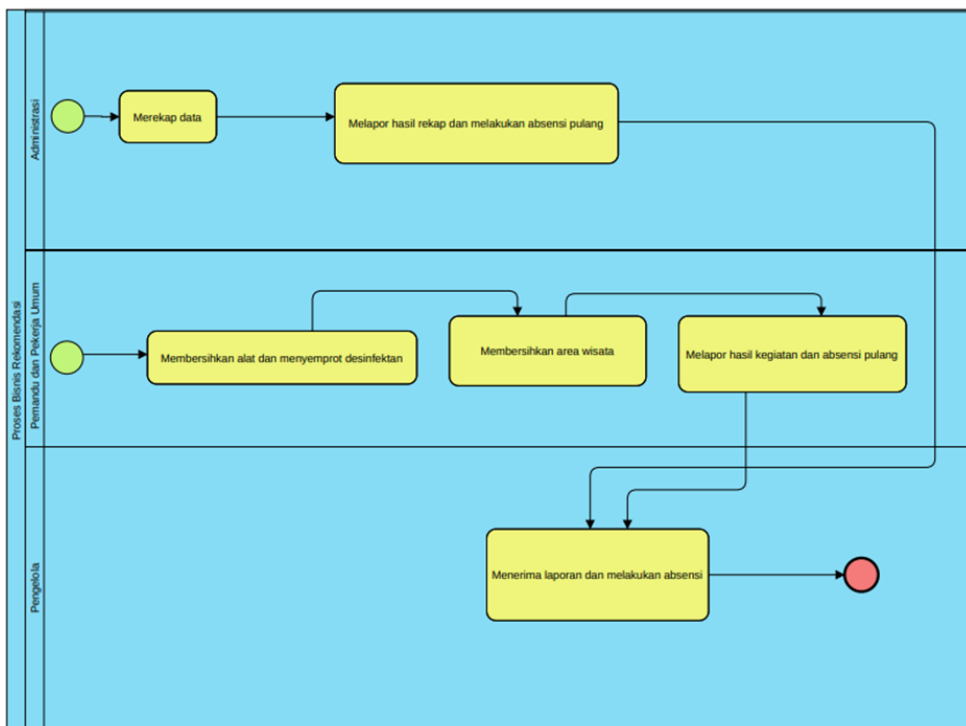 Proses Bisnis Rekomendasi
Administrasi
Merekap data
Melapor hasil rekap dan melakukan absensi pulang
Pemandu dan Pekerja Umum
Membersihkan alat dan menyemprot desinfektan
Membersihkan area wisata
Melapor hasil kegiatan dan absensi pulang
Pengelola
Menerima laporan dan melakukan absensi